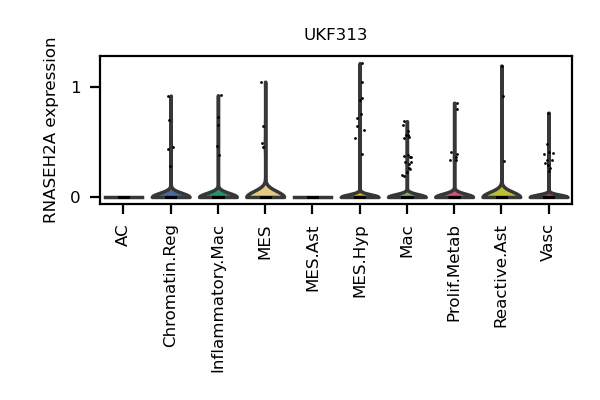 UKF313
RNASEH2A expression
1
0
AC
Chromatin.Reg
Inflammatory.Mac
MES
MES.Ast
MES.Hyp
Mac
Prolif.Metab
Reactive.Ast
Vasc